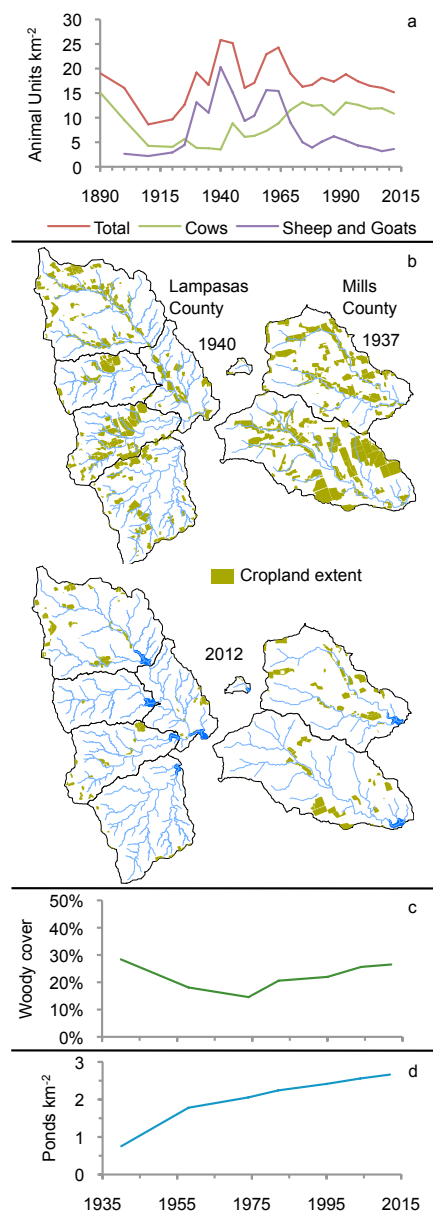 a
Animal Units km-2
30
25
20
15
10
5
0
1890 1915 1940 1965 1990 2015
Total Cows Sheep and Goats
b
Lampasas County
1940
Mills County
1937
Cropland extent
2012
c
Woody cover
50%
40%
30%
20%
10%
0%
d
Ponds km-2
3
2
1
0
1935 1955 1975 1995 2015